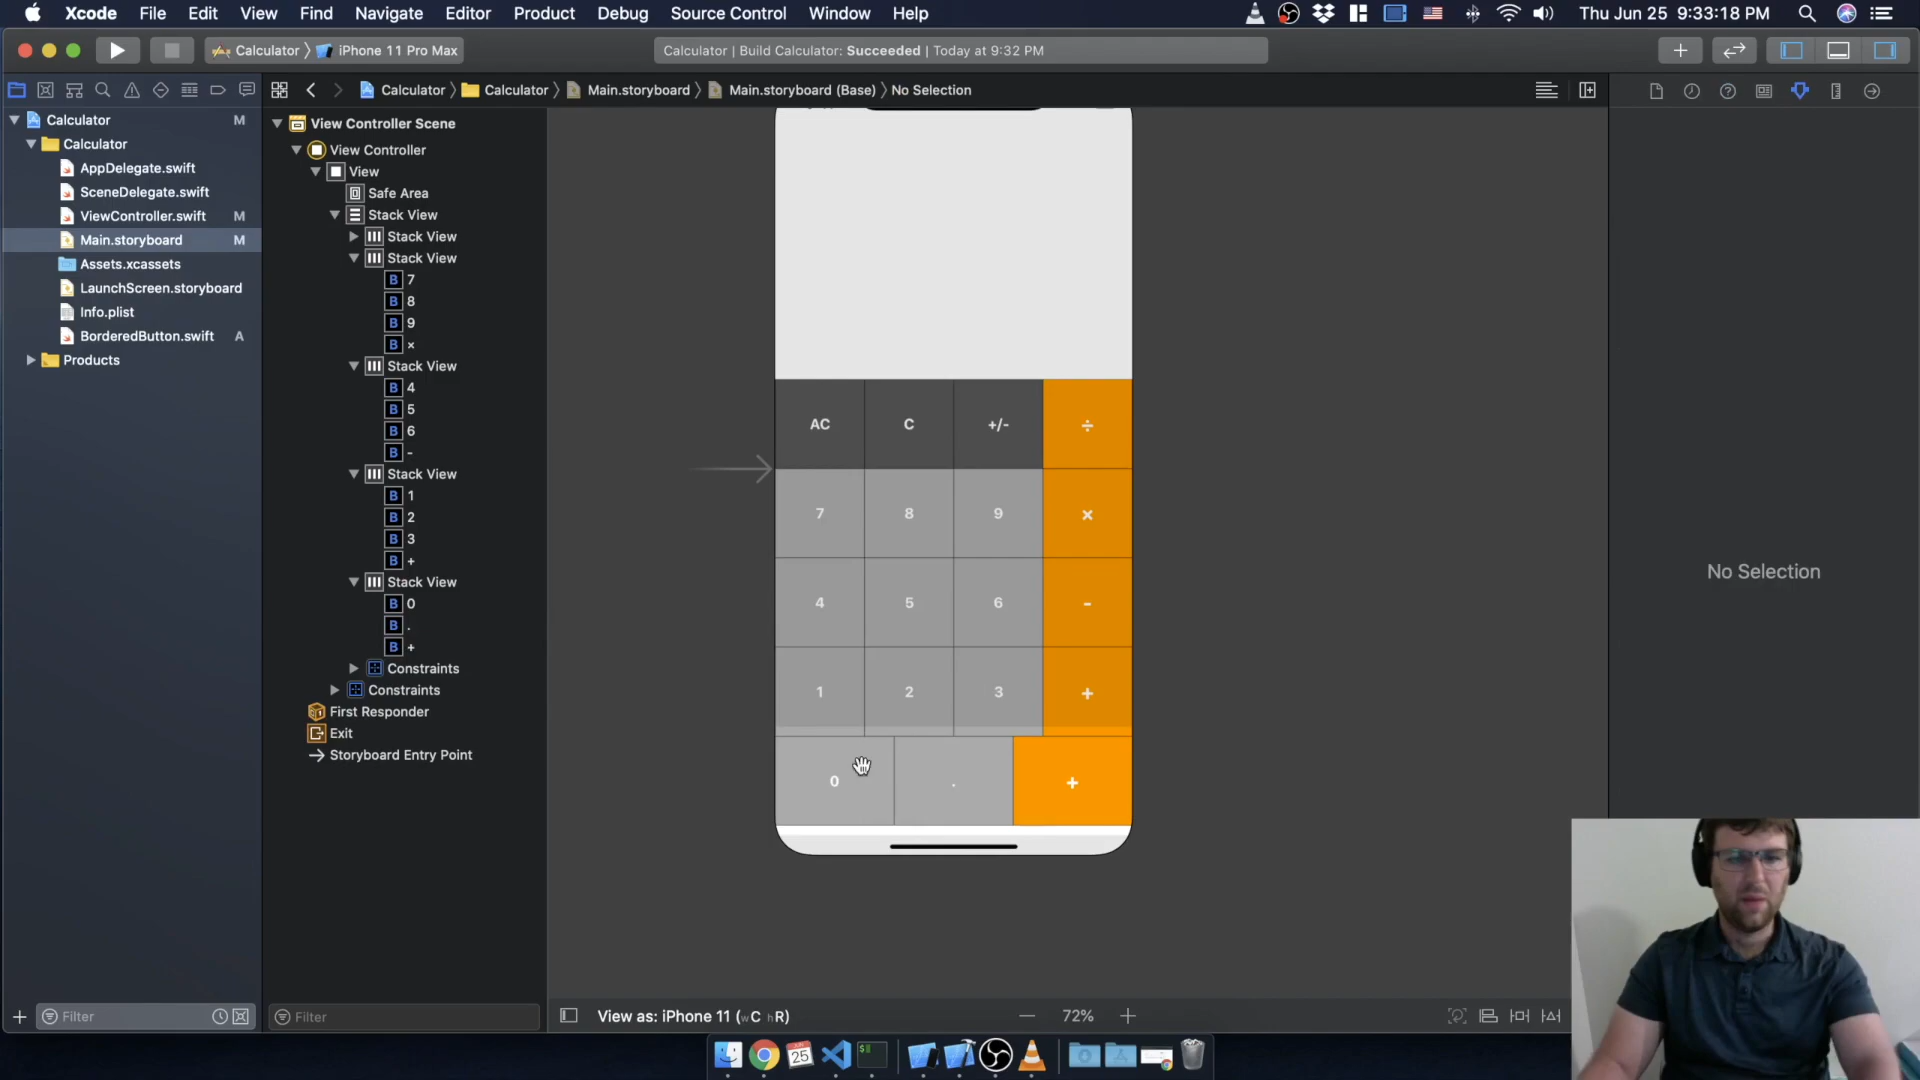 Xcode File Edit View Find Navigate Editor Product Debug Source Control Window Help Thu Jun 25 9:33:18 PM
Calculator iPhone 11 Pro Max Calculator | Build Calculator: Succeeded | Today at 9:32 PM
Calculator Calculator Main.storyboard Main.storyboard (Base) No Selection
Calculator M
Calculator
AppDelegate.swift
SceneDelegate.swift
ViewController.swift M
Main.storyboard M
Assets.xcassets
LaunchScreen.storyboard
Info.plist
BorderedButton.swift A
Products
Filter
View Controller Scene
View Controller
View
Safe Area
Stack View
Stack View
Stack View
B 7
B 8
B 9
B ×
Stack View
B 4
B 5
B 6
B -
Stack View
B 1
B 2
B 3
B +
Stack View
B 0
B .
B +
Constraints
Constraints
First Responder
Exit
Storyboard Entry Point
Filter
AC C +/- ÷
7 8 9 ×
4 5 6 -
1 2 3 +
0 . +
View as: iPhone 11 (wC hR) 72%
No Selection
25